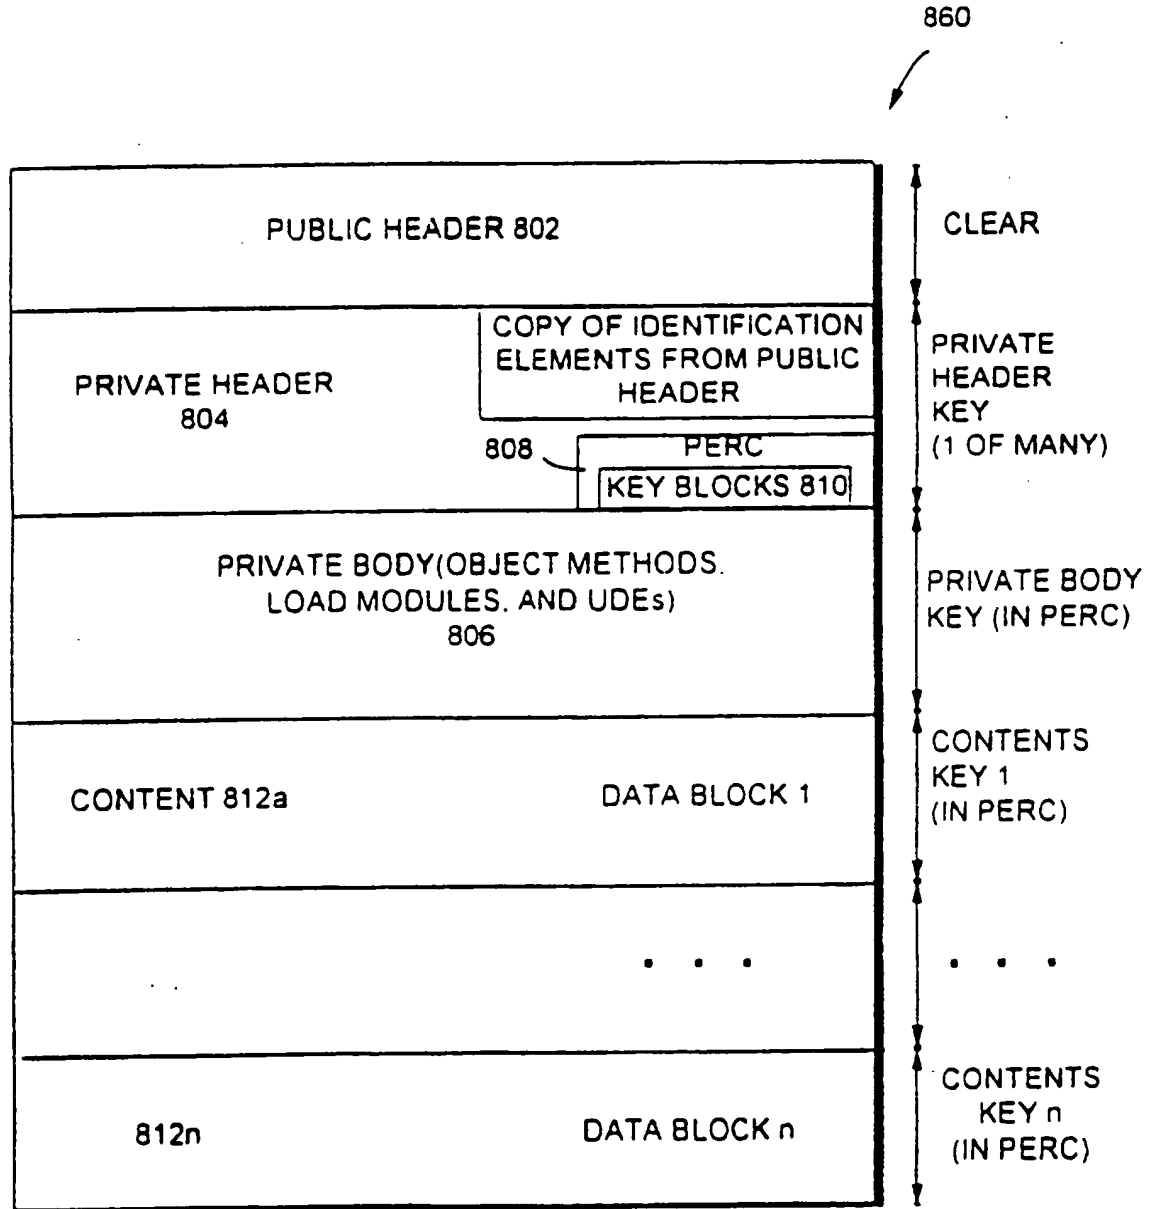 860
PUBLIC HEADER 802
CLEAR
PRIVATE HEADER
804
COPY OF IDENTIFICATION
ELEMENTS FROM PUBLIC
HEADER
808
PERC
KEY BLOCKS 810
PRIVATE
HEADER
KEY
(1 OF MANY)
PRIVATE BODY(OBJECT METHODS.
LOAD MODULES. AND UDEs)
806
PRIVATE BODY
KEY (IN PERC)
CONTENT 812a
DATA BLOCK 1
CONTENTS
KEY 1
(IN PERC)
. . .
. . .
812n
DATA BLOCK n
CONTENTS
KEY n
(IN PERC)